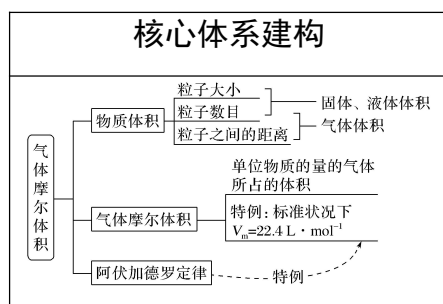 核心体系建构
粒子大小
粒子数目
粒子之间的距离
固体、液体体积
气体体积
物质体积
气体摩尔体积
单位物质的量的气体
所占的体积
气体摩尔体积
特例:标准状况下
Vm=22.4 L·mol⁻¹
阿伏加德罗定律
特例